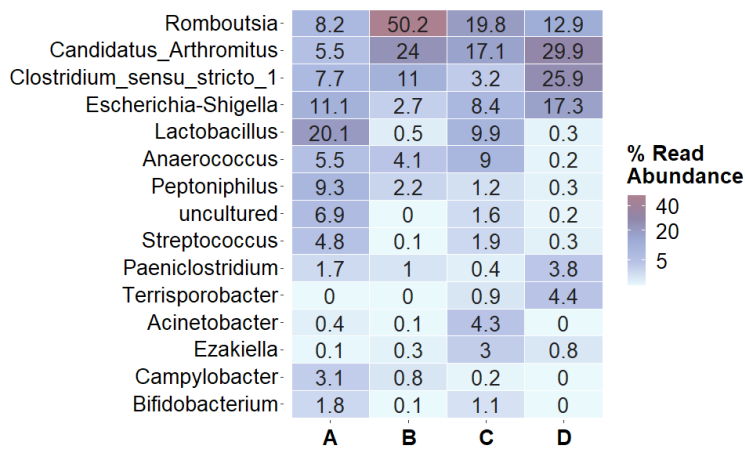 Romboutsia 8.2 50.2 19.8 12.9
Candidatus_Arthromitus 5.5 24 17.1 29.9
Clostridium_sensu_stricto_1 7.7 11 3.2 25.9
Escherichia-Shigella 11.1 2.7 8.4 17.3
Lactobacillus 20.1 0.5 9.9 0.3
Anaerococcus 5.5 4.1 9 0.2
Peptoniphilus 9.3 2.2 1.2 0.3
uncultured 6.9 0 1.6 0.2
Streptococcus 4.8 0.1 1.9 0.3
Paeniclostridium 1.7 1 0.4 3.8
Terrisporobacter 0 0 0.9 4.4
Acinetobacter 0.4 0.1 4.3 0
Ezakiella 0.1 0.3 3 0.8
Campylobacter 3.1 0.8 0.2 0
Bifidobacterium 1.8 0.1 1.1 0
A B C D
% Read
Abundance
40
20
5